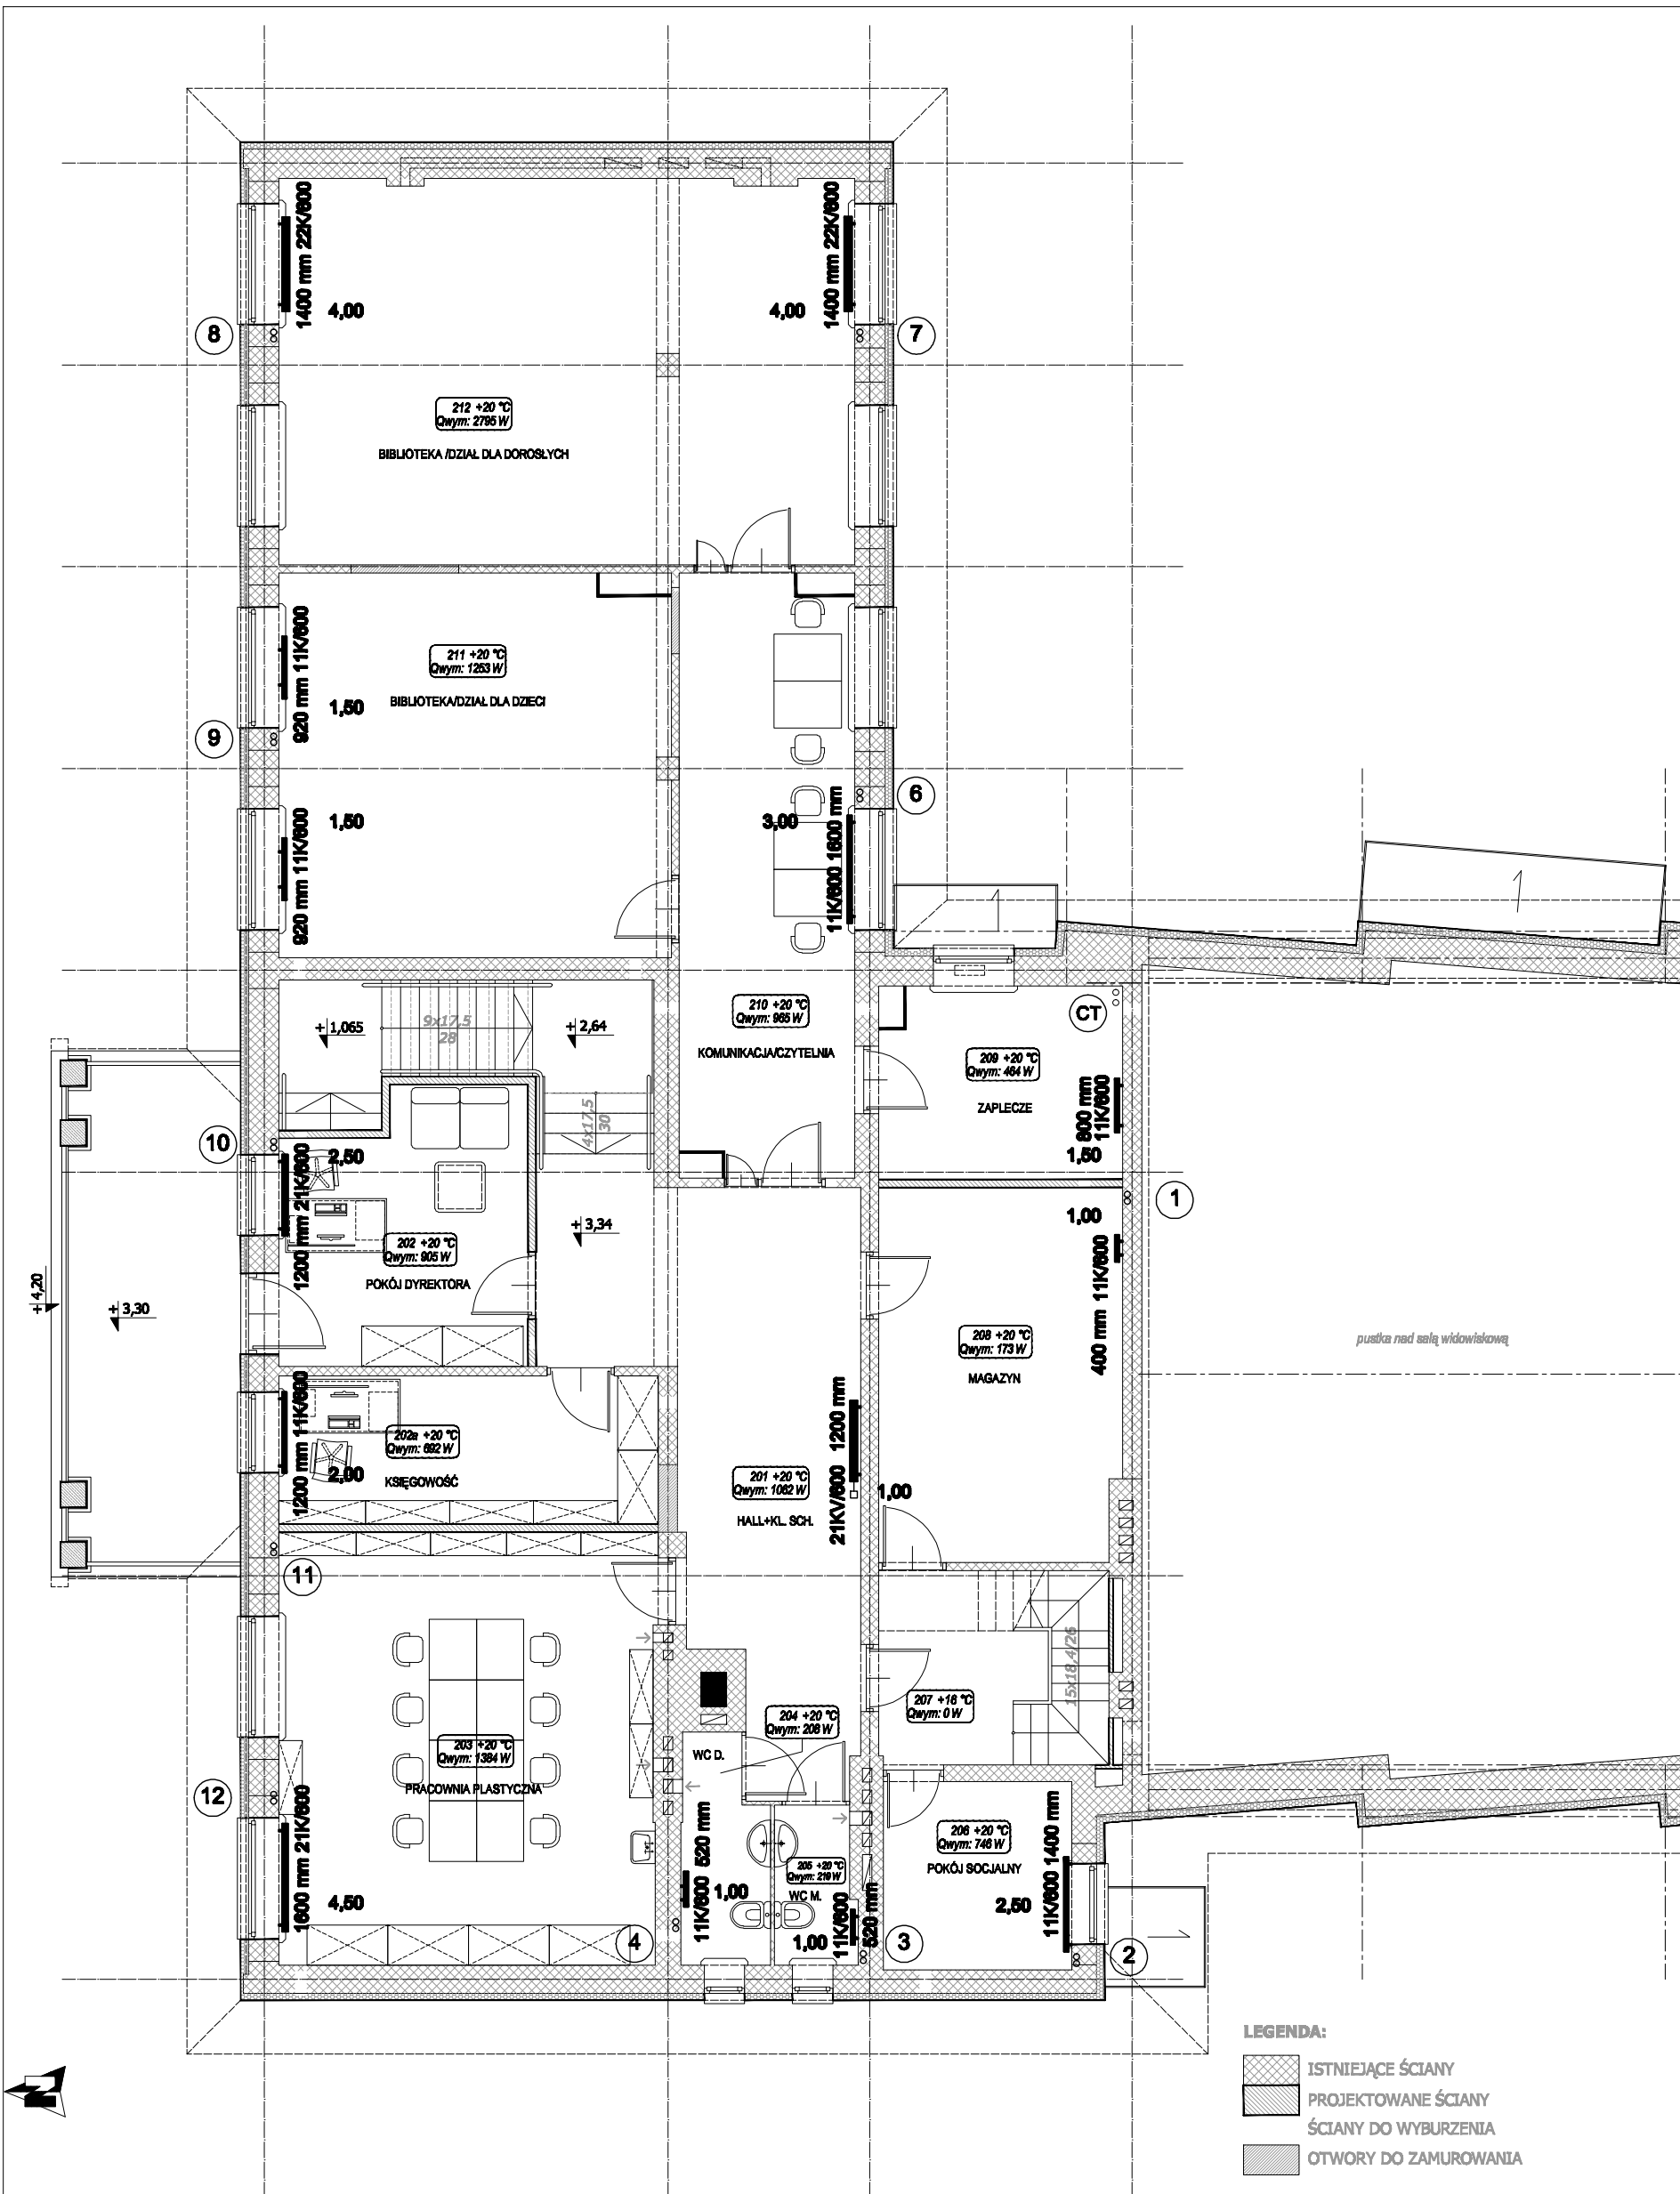 1400 mm 22K/600
4,00
4,00
1400 mm 22K/600
8
7
212 +20 °C
Qwym: 2795 W
BIBLIOTEKA /DZIAŁ DLA DOROSŁYCH
920 mm 11K/600
211 +20 °C
Qwym: 1253 W
BIBLIOTEKA/DZIAŁ DLA DZIECI
1,50
9
6
920 mm 11K/600
1,50
3,00
11K/600 1600 mm
+ 1,065
9x17,5
28
+ 2,64
210 +20 °C
Qwym: 965 W
KOMUNIKACJA/CZYTELNIA
CT
209 +20 °C
Qwym: 464 W
ZAPLECZE
800 mm
11K/600
1,50
4x17,5
30
10
2,50
1200 mm 21K/600
202 +20 °C
Qwym: 905 W
POKÓJ DYREKTORA
+ 3,34
1
1,00
400 mm 11K/600
+ 4,20
+ 3,30
208 +20 °C
Qwym: 173 W
MAGAZYN
pustka nad salą widowiskową
1200 mm 11K/600
202a +20 °C
Qwym: 692 W
KSIĘGOWOŚĆ
2,00
21KV/600 1200 mm
201 +20 °C
Qwym: 1062 W
HALL+KL. SCH.
1,00
11
15x18,4/26
207 +16 °C
Qwym: 0 W
204 +20 °C
Qwym: 208 W
WC D.
203 +20 °C
Qwym: 1384 W
PRACOWNIA PLASTYCZNA
12
1600 mm 21K/600
4,50
11K/600 520 mm
1,00
205 +20 °C
Qwym: 219 W
WC M.
1,00
11K/600
520 mm
206 +20 °C
Qwym: 746 W
POKÓJ SOCJALNY
2,50
11K/600 1400 mm
4
3
2
LEGENDA:
ISTNIEJĄCE ŚCIANY
PROJEKTOWANE ŚCIANY
ŚCIANY DO WYBURZENIA
OTWORY DO ZAMUROWANIA